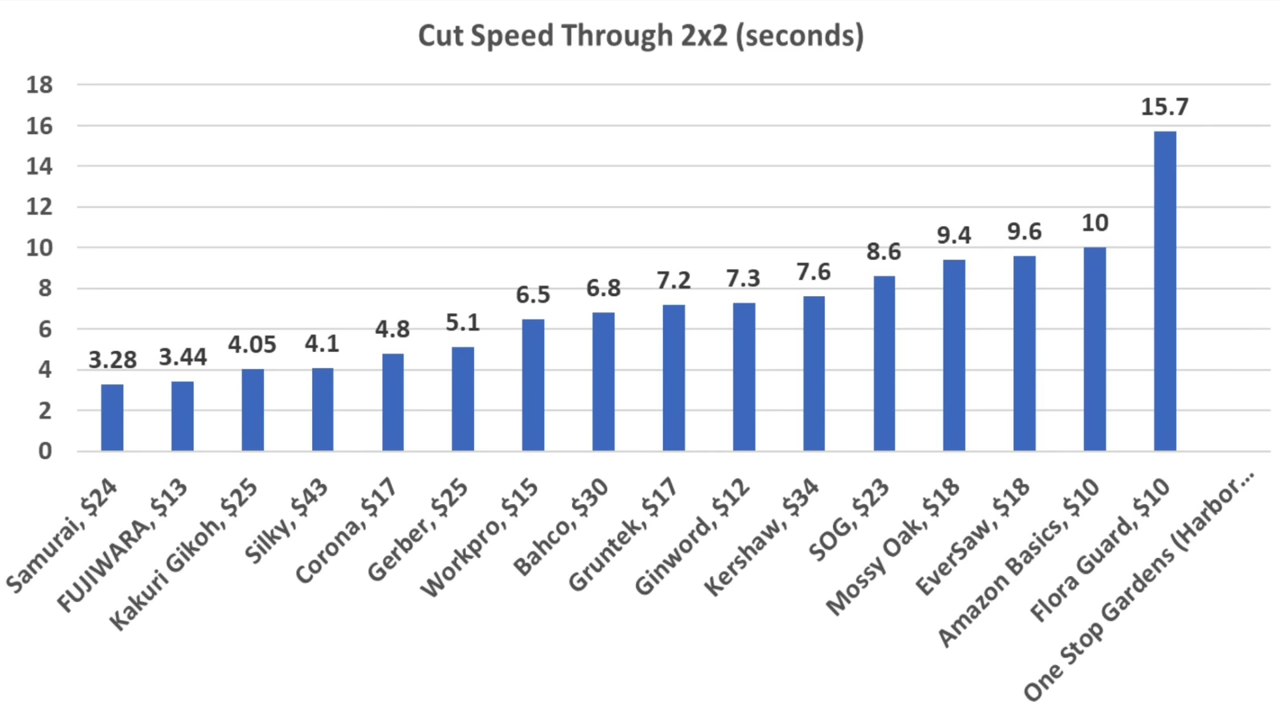 Cut Speed Through 2x2 (seconds)
18
16
14
12
10
8
6
4
2
0
3.28
3.44
4.05
4.1
4.8
5.1
6.5
6.8
7.2
7.3
7.6
8.6
9.4
9.6
10
15.7
Samurai, $24
FUJIWARA, $13
Kakuri Gikoh, $25
Silky, $43
Corona, $17
Gerber, $25
Workpro, $15
Bahco, $30
Gruntek, $17
Ginword, $12
Kershaw, $34
SOG, $23
Mossy Oak, $18
EverSaw, $18
Amazon Basics, $10
Flora Guard, $10
One Stop Gardens (Harbor...